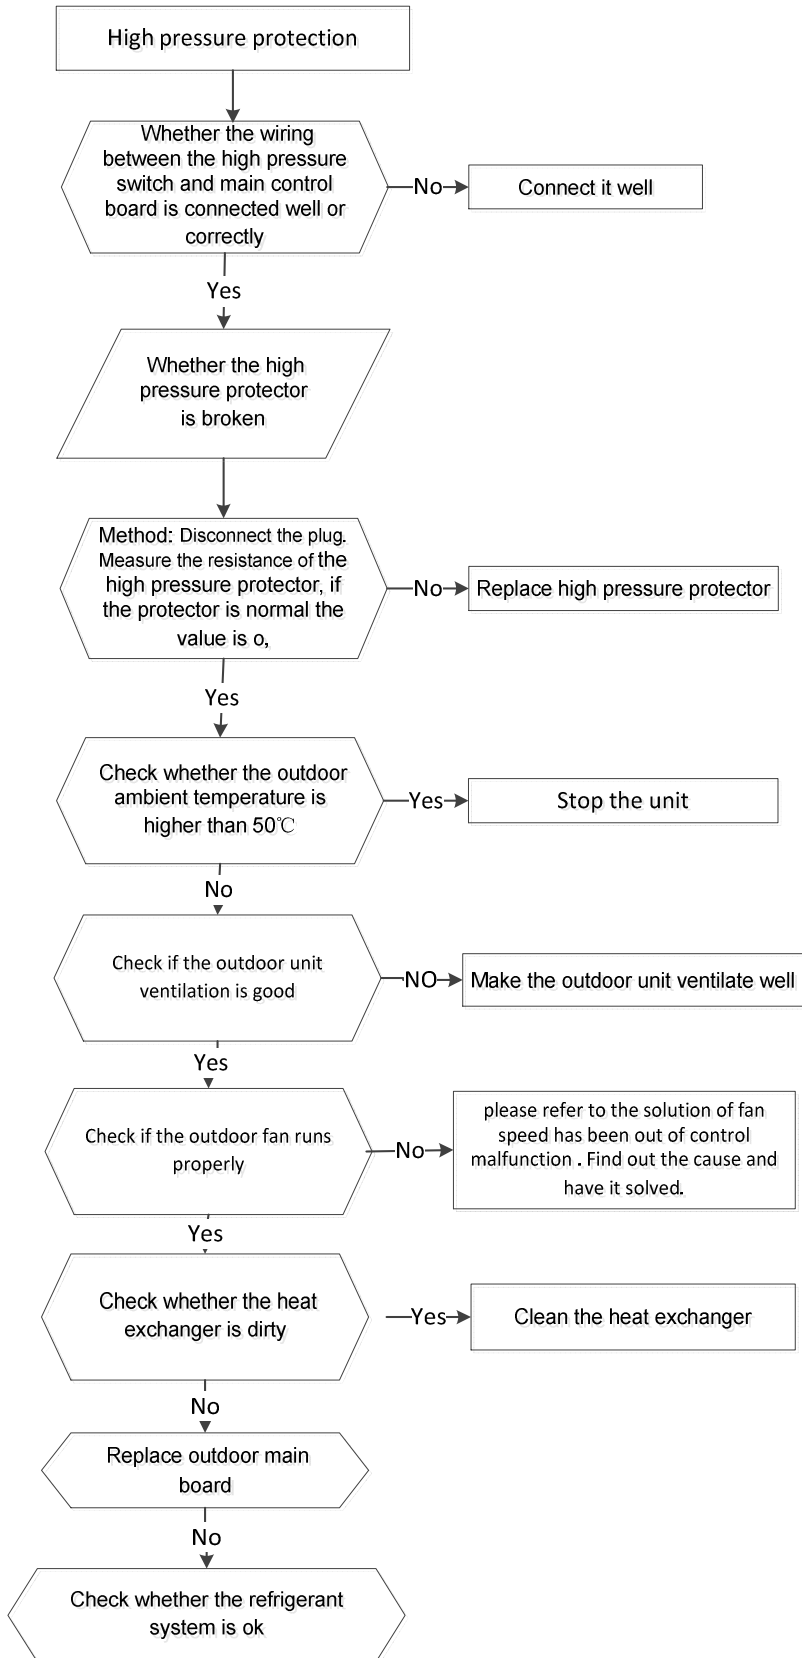 High pressure protection
Whether the wiring
between the high pressure
switch and main control
board is connected well or
correctly
No
Connect it well
Yes
Whether the high
pressure protector
is broken
Method: Disconnect the plug.
Measure the resistance of the
high pressure protector, if
the protector is normal the
value is o,
No
Replace high pressure protector
Yes
Check whether the outdoor
ambient temperature is
higher than 50℃
Yes
Stop the unit
No
Check if the outdoor unit
ventilation is good
NO
Make the outdoor unit ventilate well
Yes
Check if the outdoor fan runs
properly
No
please refer to the solution of fan
speed has been out of control
malfunction . Find out the cause and
have it solved.
Yes
Check whether the heat
exchanger is dirty
Yes
Clean the heat exchanger
No
Replace outdoor main
board
No
Check whether the refrigerant
system is ok